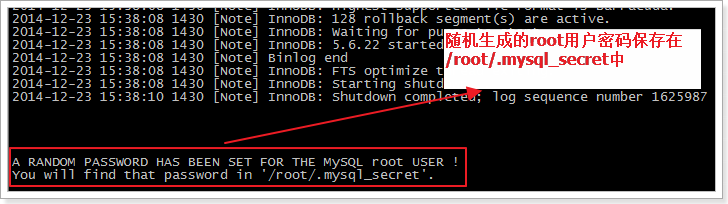 2014-12-23 15:38:08 1430 [Note] InnoDB: Highest supported file format is Barracuda.
2014-12-23 15:38:08 1430 [Note] InnoDB: 128 rollback segment(s) are active.
2014-12-23 15:38:08 1430 [Note] InnoDB: Waiting for pu
2014-12-23 15:38:08 1430 [Note] InnoDB: 5.6.22 started
2014-12-23 15:38:08 1430 [Note] Binlog end
2014-12-23 15:38:08 1430 [Note] InnoDB: FTS optimize t
2014-12-23 15:38:08 1430 [Note] InnoDB: Starting shutd
2014-12-23 15:38:10 1430 [Note] InnoDB: Shutdown completed; log sequence number 1625987
随机生成的root用户密码保存在
/root/.mysql_secret中
A RANDOM PASSWORD HAS BEEN SET FOR THE MySQL root USER !
You will find that password in '/root/.mysql_secret'.